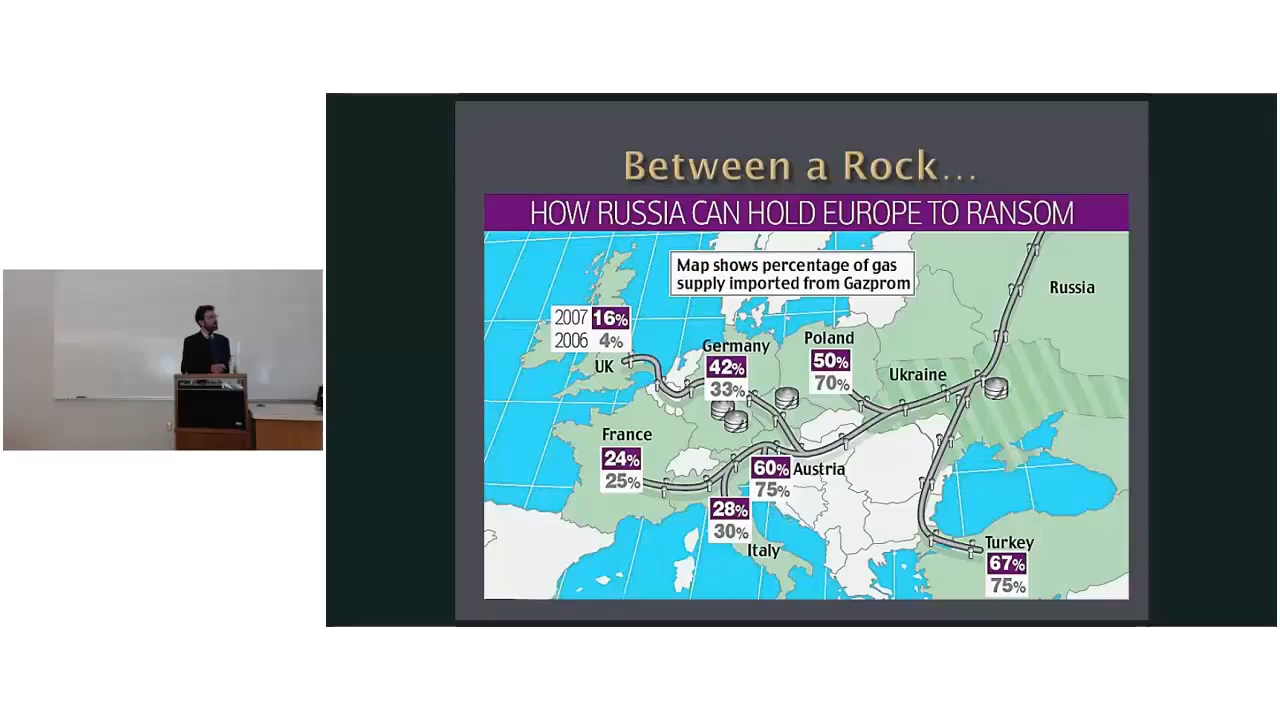 Between a Rock...
HOW RUSSIA CAN HOLD EUROPE TO RANSOM
Map shows percentage of gas
supply imported from Gazprom
Russia
2007 16%
2006 4%
UK
Germany
42%
33%
Poland
50%
70%
Ukraine
France
24%
25%
60%
75%
Austria
28%
30%
Italy
Turkey
67%
75%